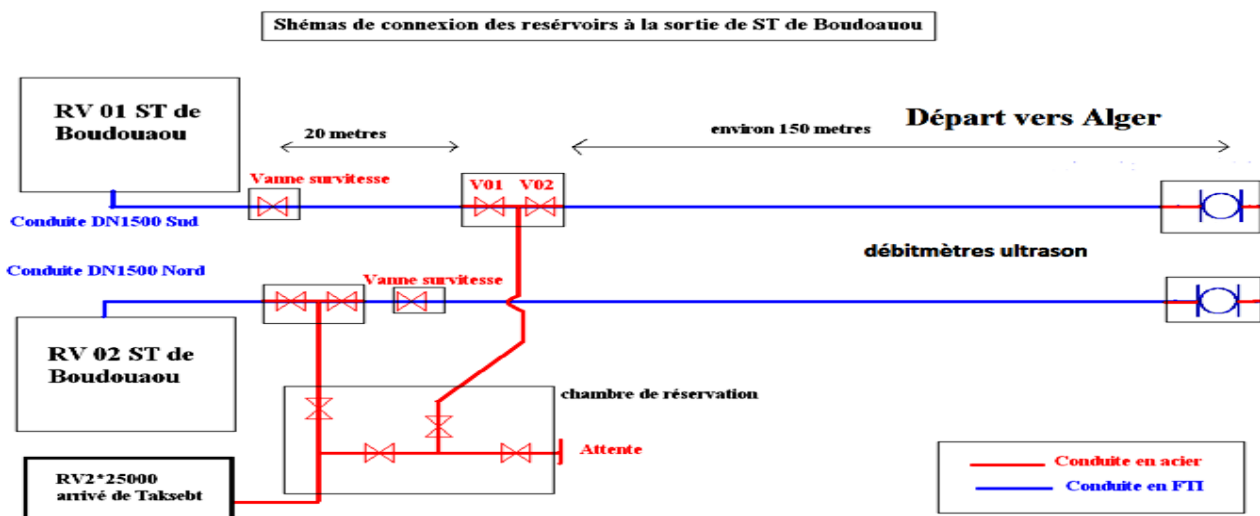 Shémas de connexion des resérvoirs à la sortie de ST de Boudoauou
RV 01 ST de
Boudouaou
20 metres
environ 150 metres
Départ vers Alger
Vanne survitesse
V01 V02
Conduite DN1500 Sud
débitmètres ultrason
Conduite DN1500 Nord
Vanne survitesse
RV 02 ST de
Boudouaou
chambre de réservation
Attente
RV2*25000
arrivé de Taksebt
Conduite en acier
Conduite en FTI